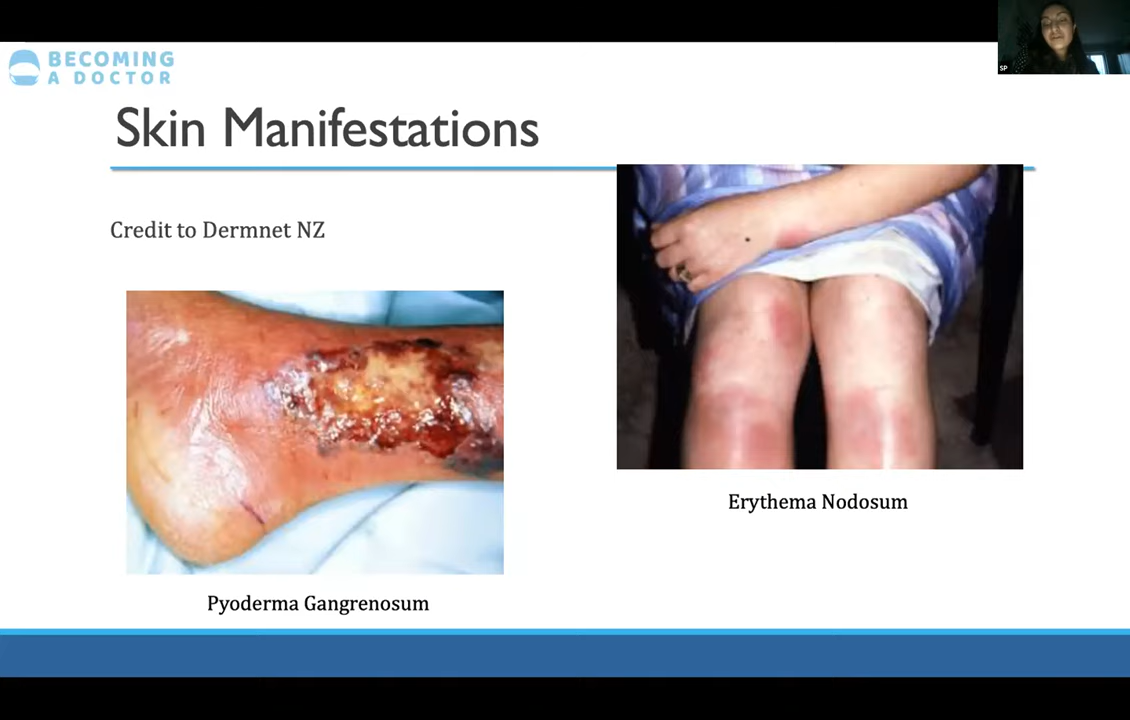 BECOMING
A DOCTOR
Skin Manifestations
Credit to Dermnet NZ
Erythema Nodosum
Pyoderma Gangrenosum
SP